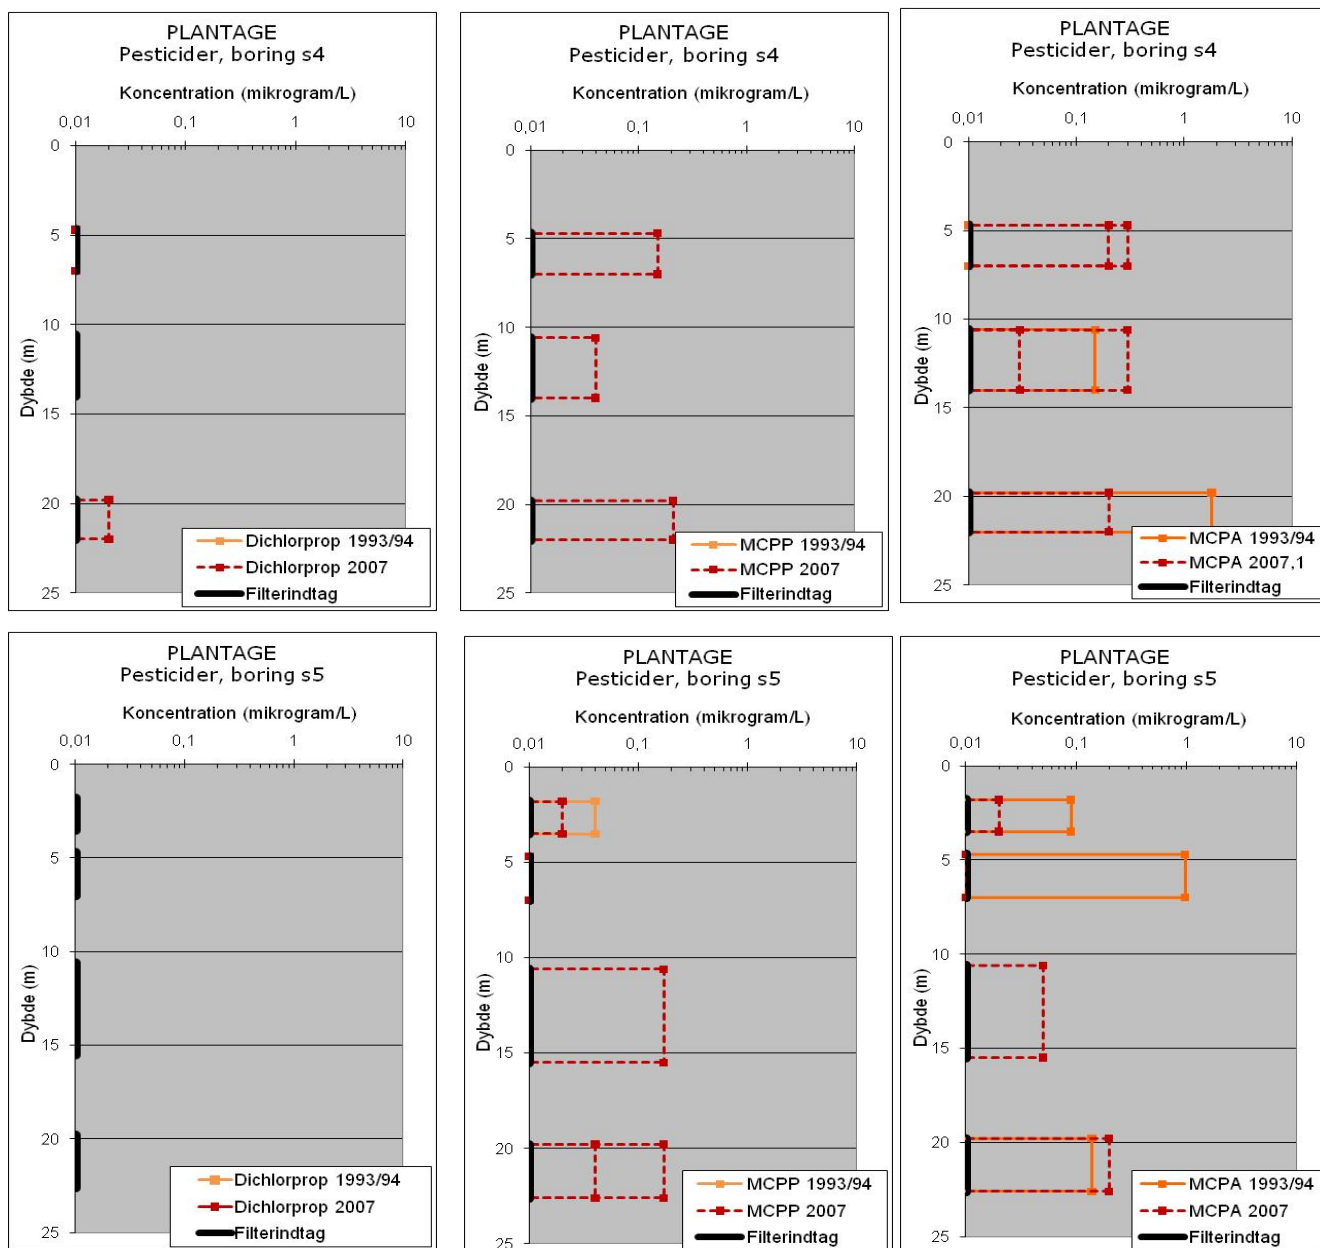 PLANTAGE
Pesticider, boring s4
Koncentration (mikrogram/L)
0,01 0,1 1 10
0
5
10
15
20
25
Dybde (m)
Dichlorprop 1993/94
Dichlorprop 2007
Filterindtag
PLANTAGE
Pesticider, boring s4
Koncentration (mikrogram/L)
0,01 0,1 1 10
0
5
10
15
20
25
Dybde (m)
MCPP 1993/94
MCPP 2007
Filterindtag
PLANTAGE
Pesticider, boring s4
Koncentration (mikrogram/L)
0,01 0,1 1 10
0
5
10
15
20
25
Dybde (m)
MCPA 1993/94
MCPA 2007,1
Filterindtag
PLANTAGE
Pesticider, boring s5
Koncentration (mikrogram/L)
0,01 0,1 1 10
0
5
10
15
20
25
Dybde (m)
Dichlorprop 1993/94
Dichlorprop 2007
Filterindtag
PLANTAGE
Pesticider, boring s5
Koncentration (mikrogram/L)
0,01 0,1 1 10
0
5
10
15
20
25
Dybde (m)
MCPP 1993/94
MCPP 2007
Filterindtag
PLANTAGE
Pesticider, boring s5
Koncentration (mikrogram/L)
0,01 0,1 1 10
0
5
10
15
20
25
Dybde (m)
MCPA 1993/94
MCPA 2007
Filterindtag